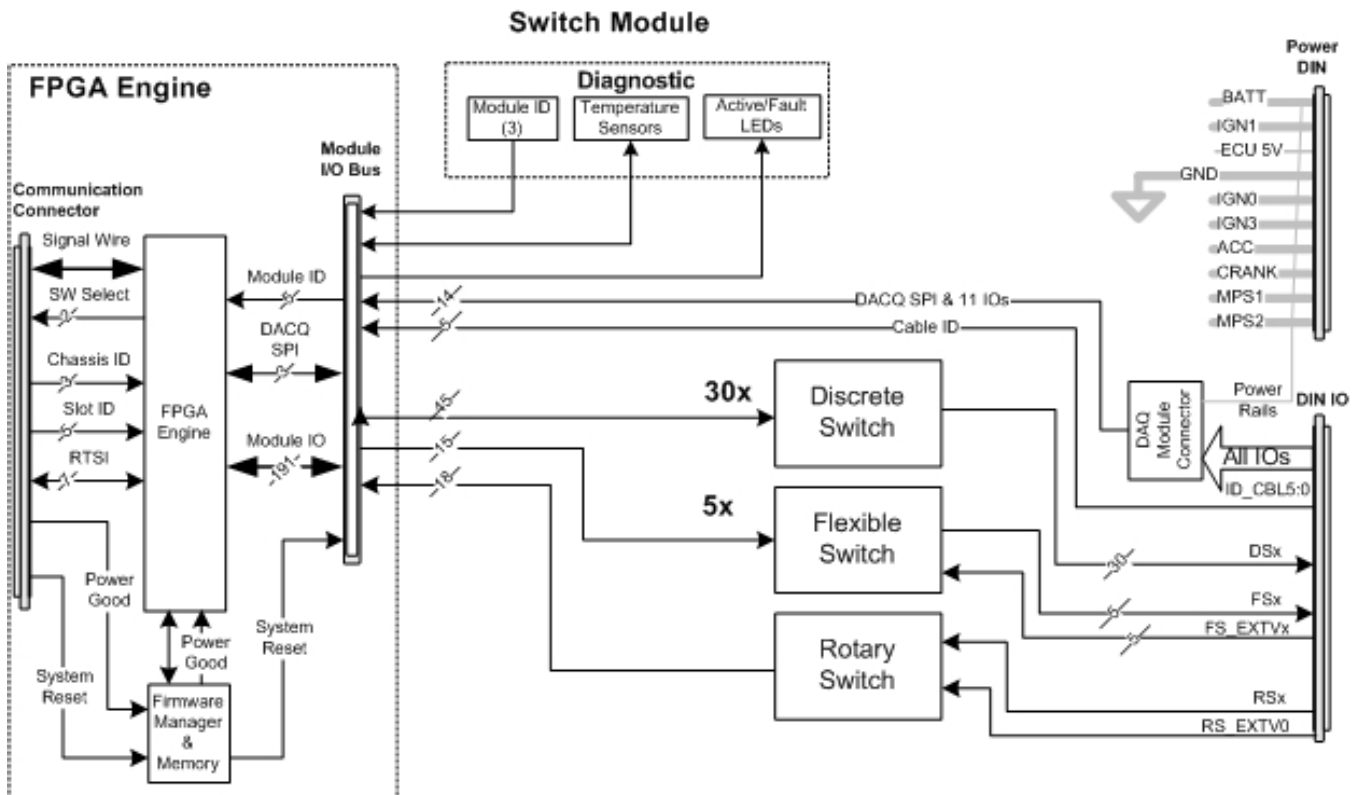 Switch Module
FPGA Engine
Diagnostic
Module ID
(3)
Temperature
Sensors
Active/Fault
LEDs
Module
I/O Bus
Communication
Connector
Signal Wire
SW Select
Chassis ID
Slot ID
RTSI
FPGA
Engine
Module ID
DACQ
SPI
Module IO
191
Power
Good
Power
Good
System
Reset
System
Reset
Firmware
Manager
&
Memory
14
DACQ SPI & 11 IOs
5
Cable ID
45
30x
Discrete
Switch
15
18
5x
Flexible
Switch
Rotary
Switch
Power
DIN
BATT
IGN1
ECU 5V
GND
IGN0
IGN3
ACC
CRANK
MPS1
MPS2
Power
Rails
DIN IO
DAQ
Module
Connector
All IOs
ID_CBL5:0
30
DSx
5
FSx
5
FS_EXTVx
RSx
RS_EXTV0